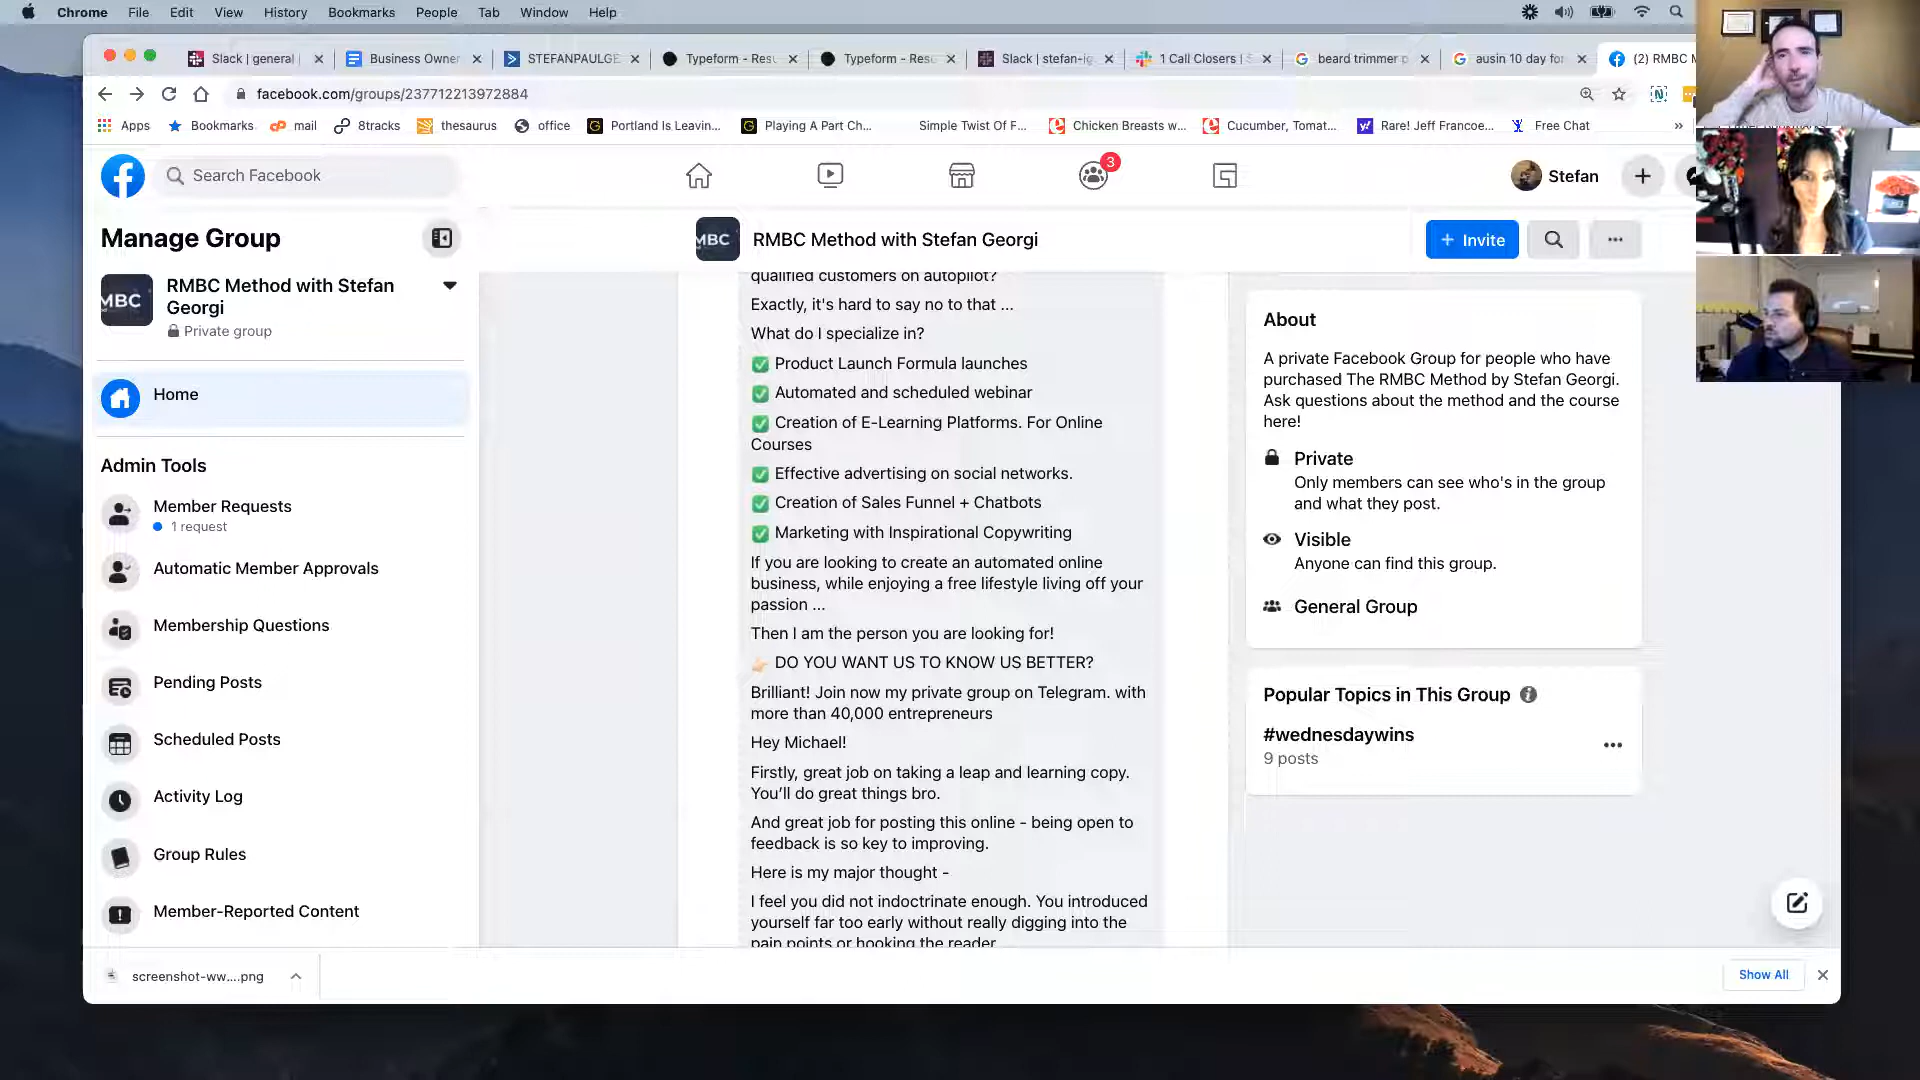 Chrome File Edit View History Bookmarks People Tab Window Help
Slack | general
Business Owner
STEFANPAULGE
Typeform - Resu
Typeform - Resu
Slack | stefan-ig
1 Call Closers | S
beard trimmer p
ausin 10 day for
(2) RMBC M
facebook.com/groups/237712213972884
Apps
Bookmarks
mail
8tracks
thesaurus
office
Portland Is Leavin...
Playing A Part Ch...
Simple Twist Of F...
Chicken Breasts w...
Cucumber, Tomat...
Rare! Jeff Francoe...
Free Chat
»
Search Facebook
3
Stefan
Manage Group
MBC
RMBC Method with Stefan
Georgi
Private group
Home
Admin Tools
Member Requests
1 request
Automatic Member Approvals
Membership Questions
Pending Posts
Scheduled Posts
Activity Log
Group Rules
Member-Reported Content
MBC
RMBC Method with Stefan Georgi
+ Invite
qualified customers on autopilot?
Exactly, it's hard to say no to that ...
What do I specialize in?
✅ Product Launch Formula launches
✅ Automated and scheduled webinar
✅ Creation of E-Learning Platforms. For Online
Courses
✅ Effective advertising on social networks.
✅ Creation of Sales Funnel + Chatbots
✅ Marketing with Inspirational Copywriting
If you are looking to create an automated online
business, while enjoying a free lifestyle living off your
passion ...
Then I am the person you are looking for!
👉🏻 DO YOU WANT US TO KNOW US BETTER?
Brilliant! Join now my private group on Telegram. with
more than 40,000 entrepreneurs
Hey Michael!
Firstly, great job on taking a leap and learning copy.
You'll do great things bro.
And great job for posting this online - being open to
feedback is so key to improving.
Here is my major thought -
I feel you did not indoctrinate enough. You introduced
yourself far too early without really digging into the
pain points or hooking the reader
About
A private Facebook Group for people who have
purchased The RMBC Method by Stefan Georgi.
Ask questions about the method and the course
here!
Private
Only members can see who's in the group
and what they post.
Visible
Anyone can find this group.
General Group
Popular Topics in This Group
#wednesdaywins
9 posts
screenshot-ww....png
Show All